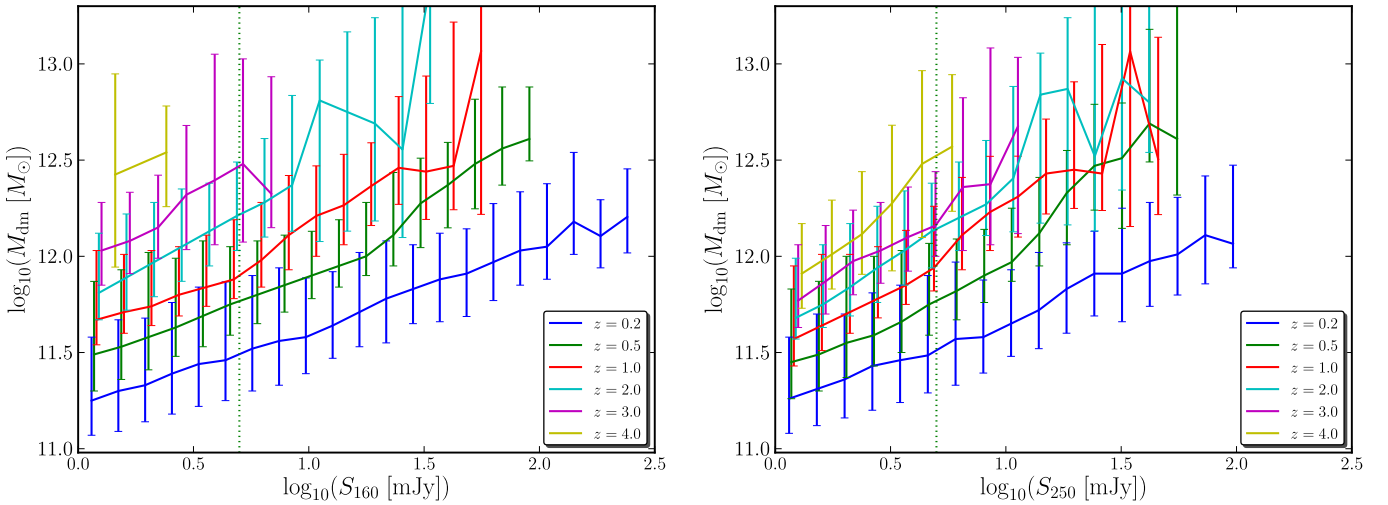 log₁₀(M_dm [M_⊙])
13.0
12.5
12.0
11.5
11.0
0.0 0.5 1.0 1.5 2.0 2.5
log₁₀(S₁₆₀ [mJy])
z = 0.2
z = 0.5
z = 1.0
z = 2.0
z = 3.0
z = 4.0
log₁₀(M_dm [M_⊙])
13.0
12.5
12.0
11.5
11.0
0.0 0.5 1.0 1.5 2.0 2.5
log₁₀(S₂₅₀ [mJy])
z = 0.2
z = 0.5
z = 1.0
z = 2.0
z = 3.0
z = 4.0